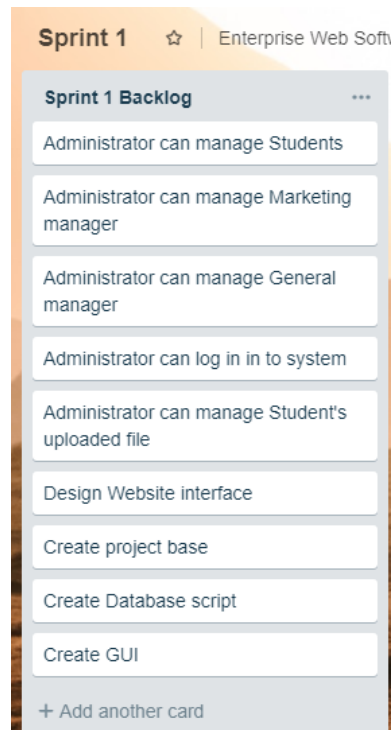 Sprint 1 ☆ | Enterprise Web Softw
Sprint 1 Backlog ...
Administrator can manage Students
Administrator can manage Marketing
manager
Administrator can manage General
manager
Administrator can log in in to system
Administrator can manage Student's
uploaded file
Design Website interface
Create project base
Create Database script
Create GUI
+ Add another card